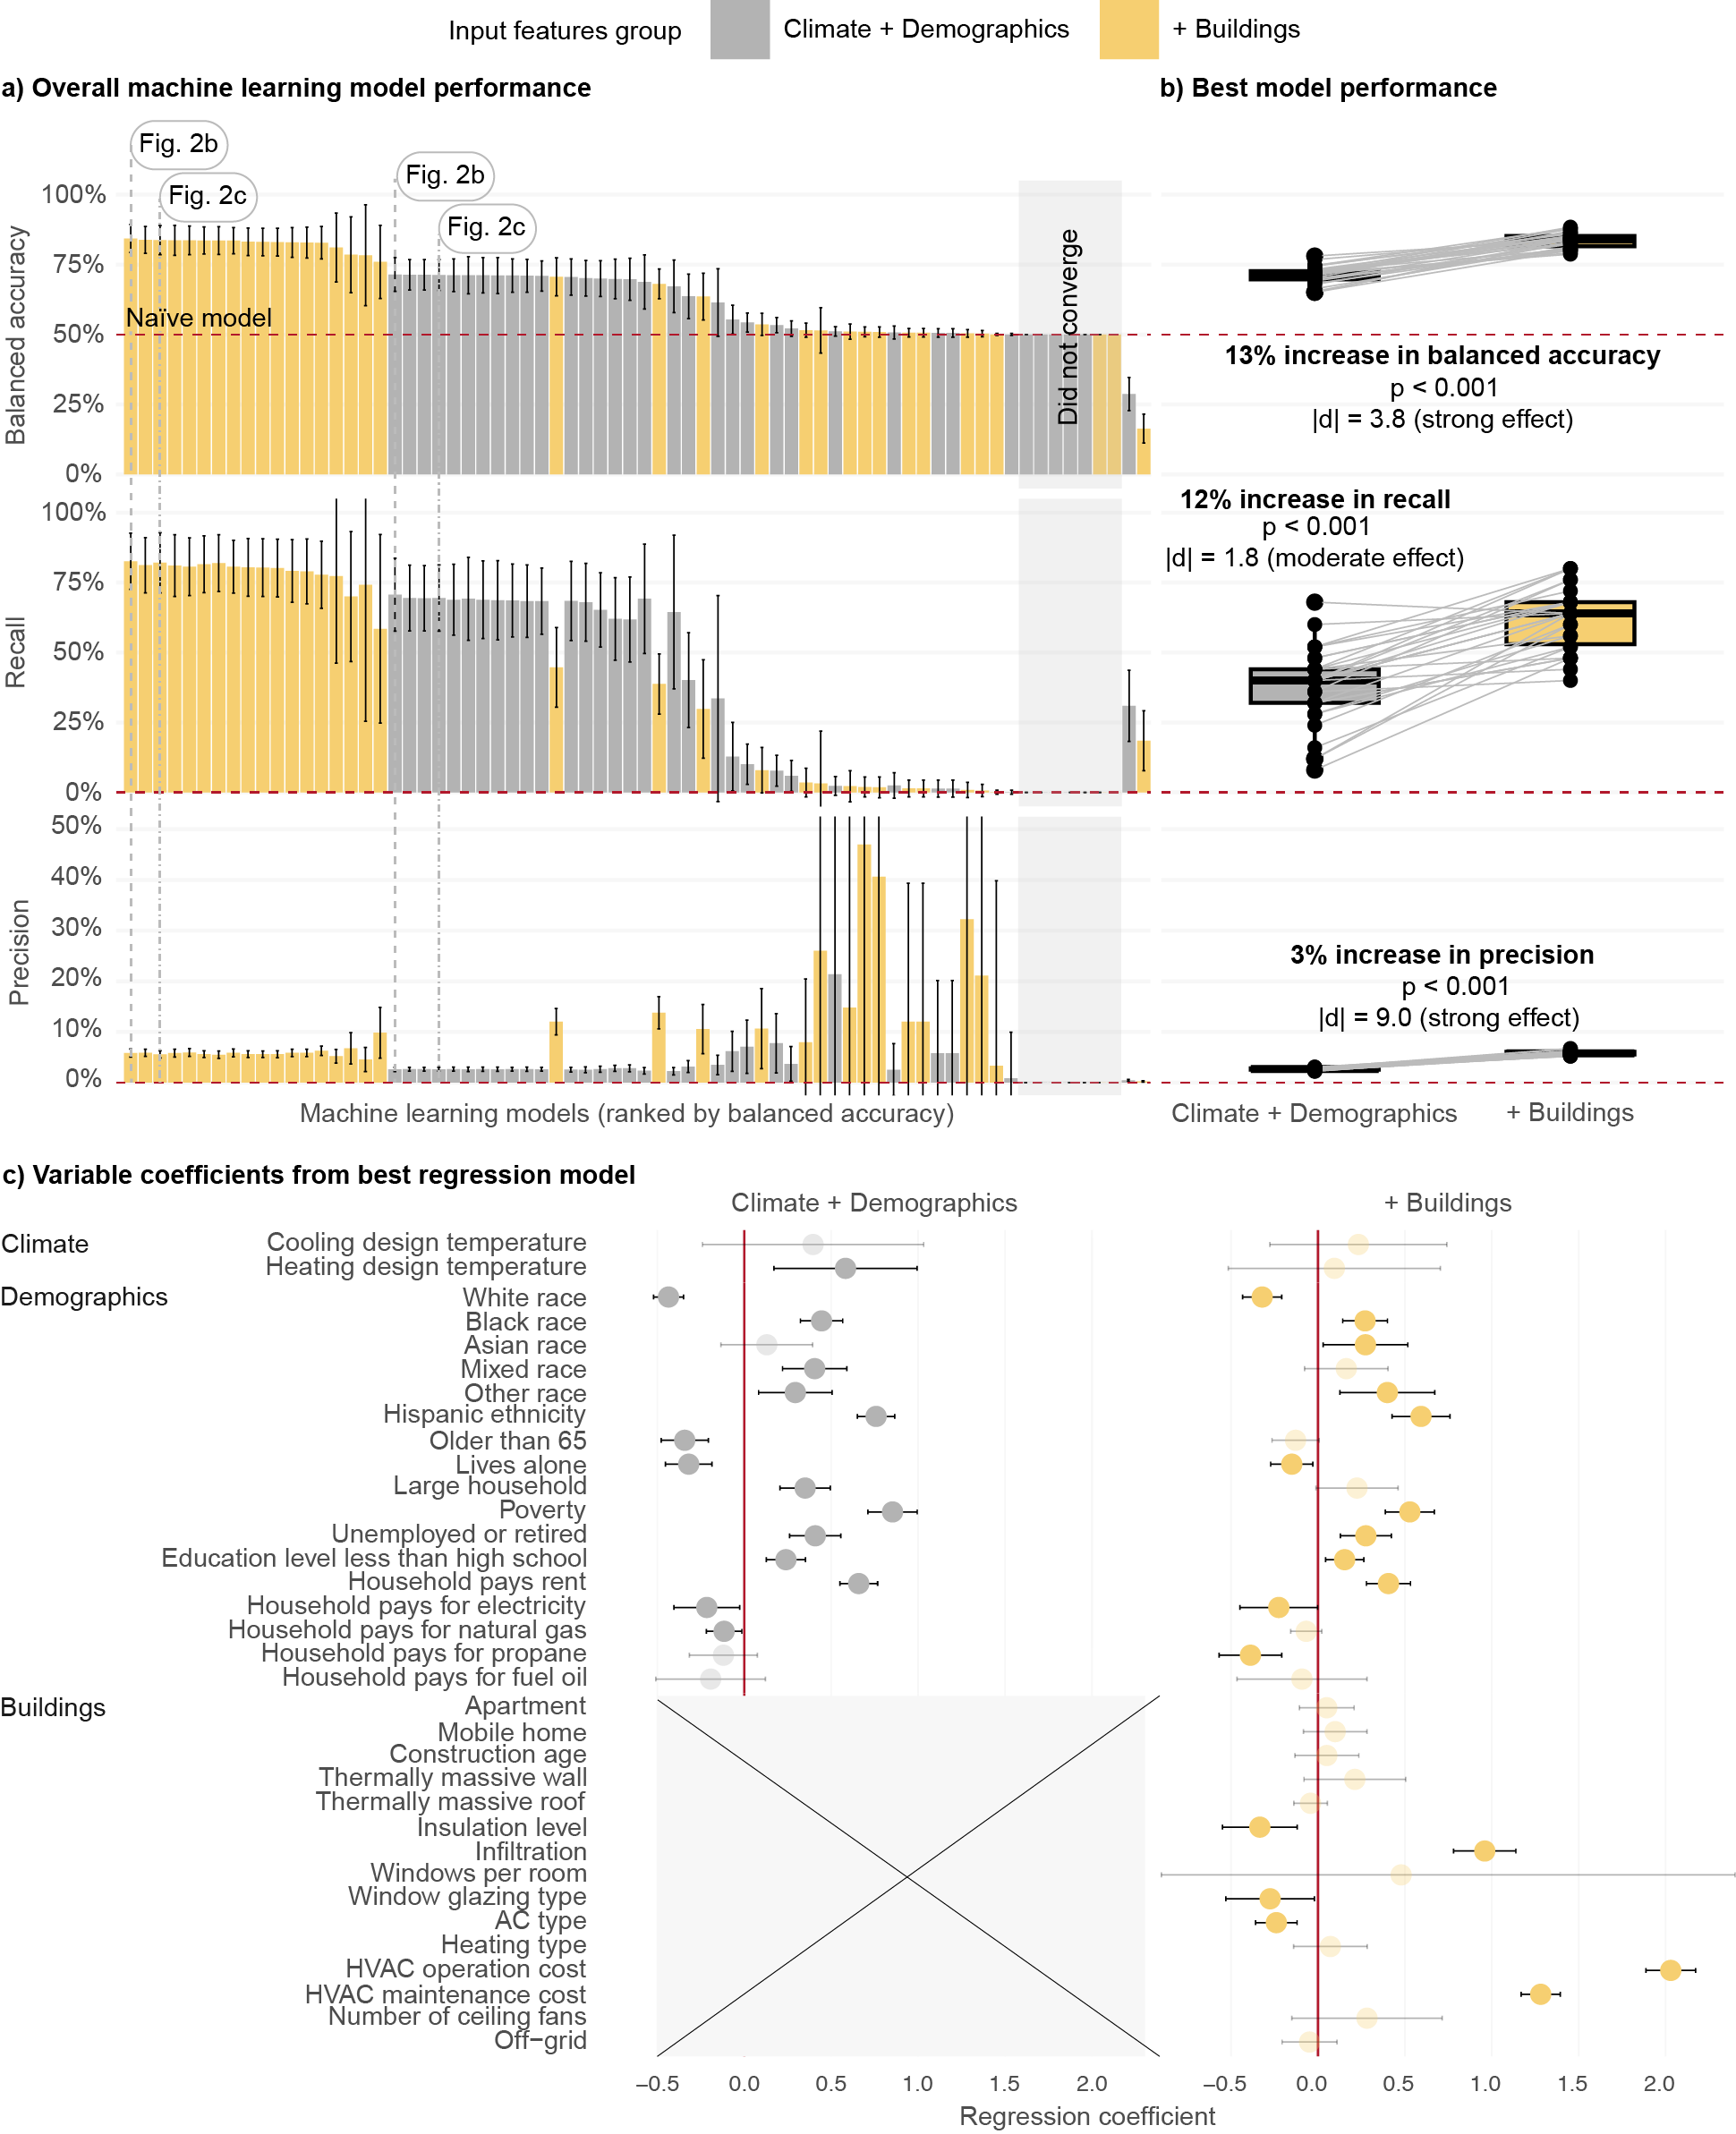 Input features group
Climate + Demographics
+ Buildings
a) Overall machine learning model performance
b) Best model performance
Fig. 2b
Fig. 2c
Fig. 2b
Fig. 2c
Balanced accuracy
100%
75%
50%
25%
0%
Naïve model
Did not converge
13% increase in balanced accuracy
p < 0.001
|d| = 3.8 (strong effect)
Recall
100%
75%
50%
25%
0%
12% increase in recall
p < 0.001
|d| = 1.8 (moderate effect)
Precision
50%
40%
30%
20%
10%
0%
3% increase in precision
p < 0.001
|d| = 9.0 (strong effect)
Machine learning models (ranked by balanced accuracy)
Climate + Demographics
+ Buildings
c) Variable coefficients from best regression model
Climate + Demographics
+ Buildings
Climate
Cooling design temperature
Heating design temperature
Demographics
White race
Black race
Asian race
Mixed race
Other race
Hispanic ethnicity
Older than 65
Lives alone
Large household
Poverty
Unemployed or retired
Education level less than high school
Household pays rent
Household pays for electricity
Household pays for natural gas
Household pays for propane
Household pays for fuel oil
Buildings
Apartment
Mobile home
Construction age
Thermally massive wall
Thermally massive roof
Insulation level
Infiltration
Windows per room
Window glazing type
AC type
Heating type
HVAC operation cost
HVAC maintenance cost
Number of ceiling fans
Off−grid
−0.5 0.0 0.5 1.0 1.5 2.0
−0.5 0.0 0.5 1.0 1.5 2.0
Regression coefficient